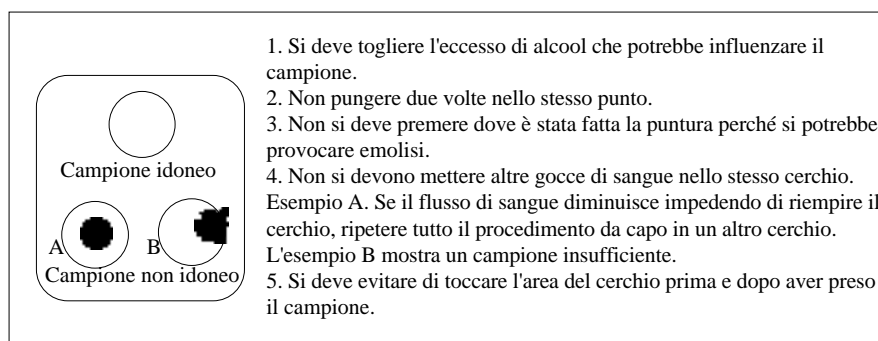 Campione idoneo
A
B
Campione non idoneo
1. Si deve togliere l'eccesso di alcool che potrebbe influenzare il
campione.
2. Non pungere due volte nello stesso punto.
3. Non si deve premere dove è stata fatta la puntura perché si potrebbe
provocare emolisi.
4. Non si devono mettere altre gocce di sangue nello stesso cerchio.
Esempio A. Se il flusso di sangue diminuisce impedendo di riempire il
cerchio, ripetere tutto il procedimento da capo in un altro cerchio.
L'esempio B mostra un campione insufficiente.
5. Si deve evitare di toccare l'area del cerchio prima e dopo aver preso
il campione.